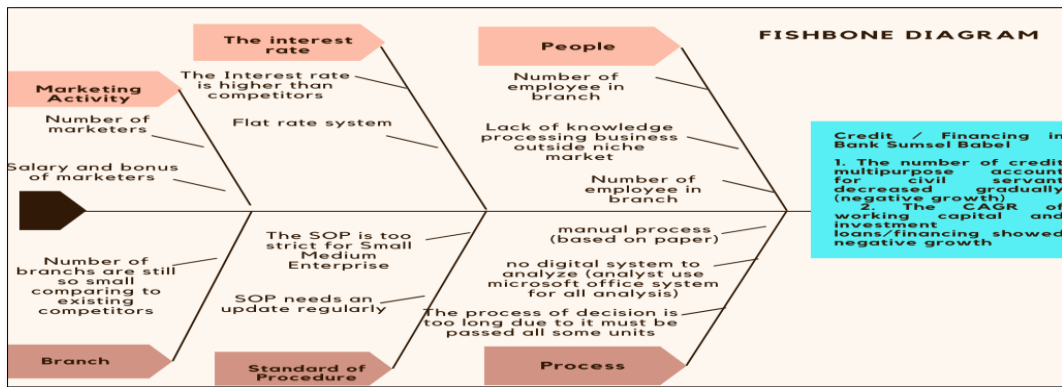 FISHBONE DIAGRAM
The interest
rate
People
Marketing
Activity
The Interest rate
is higher than
competitors
Flat rate system
Number of
employee in
branch
Lack of knowledge
processing business
outside niche
market
Number of
employee in
branch
Number of
marketers
Salary and bonus
of marketers
Credit / Financing in
Bank Sumsel Babel
1. The number of credit
multipurpose account
for civil servant
decreased gradually
(negative growth)
2. The CAGR of
working capital and
investment
loans/financing showed
negative growth
Number of
branchs are still
so small
comparing to
existing
competitors
The SOP is too
strict for Small
Medium
Enterprise
SOP needs an
update regularly
manual process
(based on paper)
no digital system to
analyze (analyst use
microsoft office system
for all analysis)
The process of decision is
too long due to it must be
passed all some units
Branch
Standard of
Procedure
Process